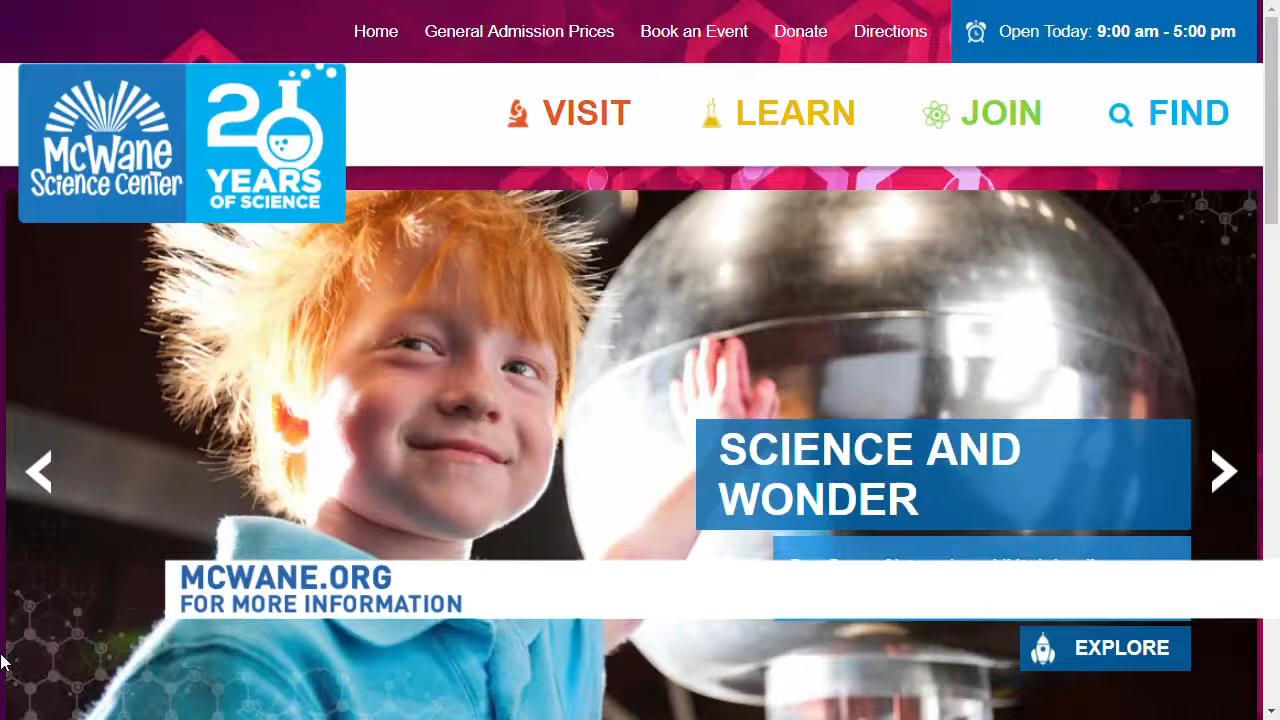 Home General Admission Prices Book an Event Donate Directions Open Today: 9:00 am - 5:00 pm
McWane
Science Center
20
YEARS
OF SCIENCE
VISIT LEARN JOIN FIND
SCIENCE AND
WONDER
MCWANE.ORG
FOR MORE INFORMATION
EXPLORE